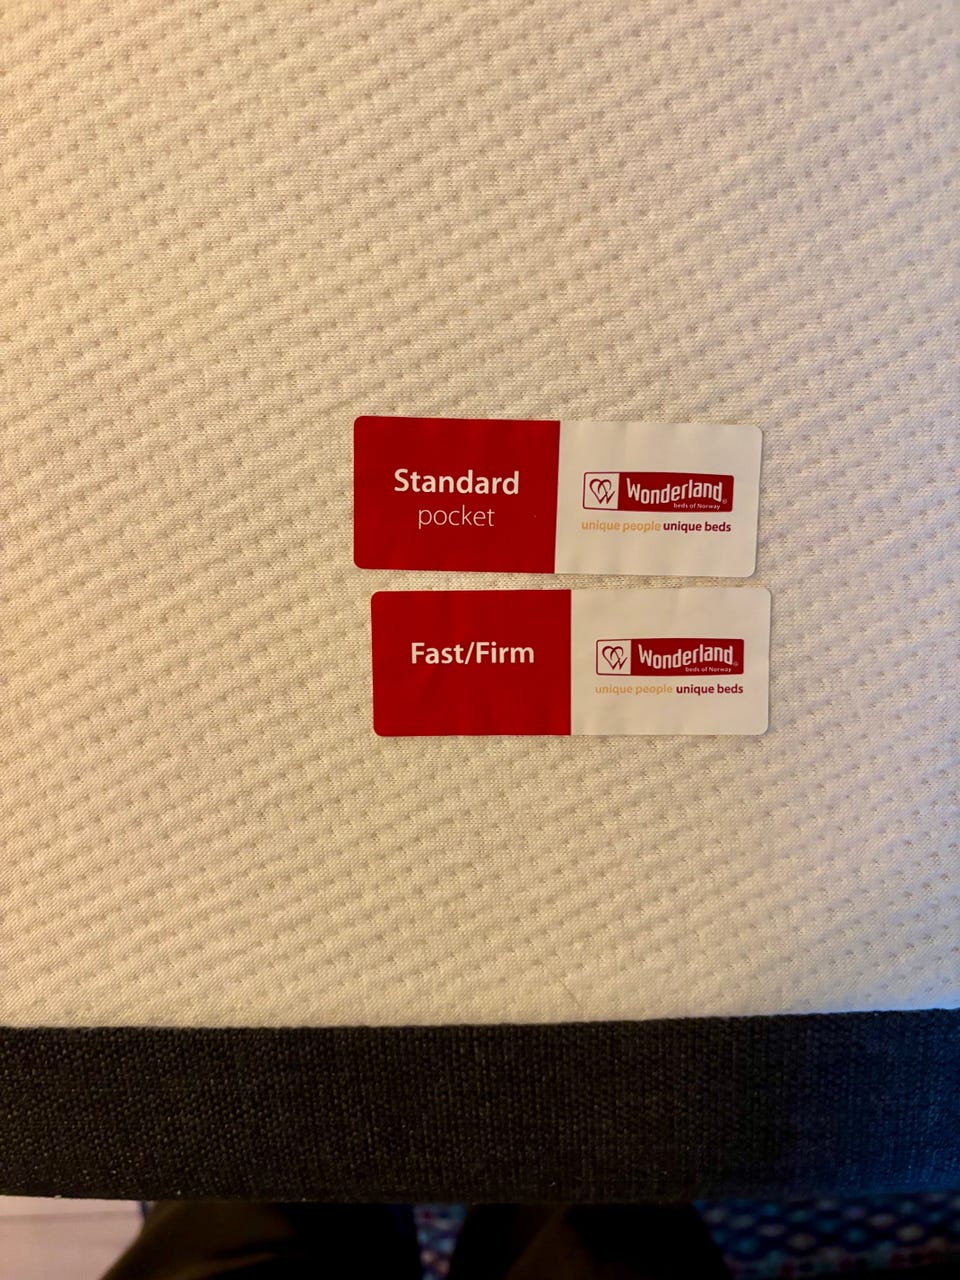 Standard
pocket
Wonderland
beds of Norway
unique people unique beds
Fast/Firm
Wonderland
beds of Norway
unique people unique beds